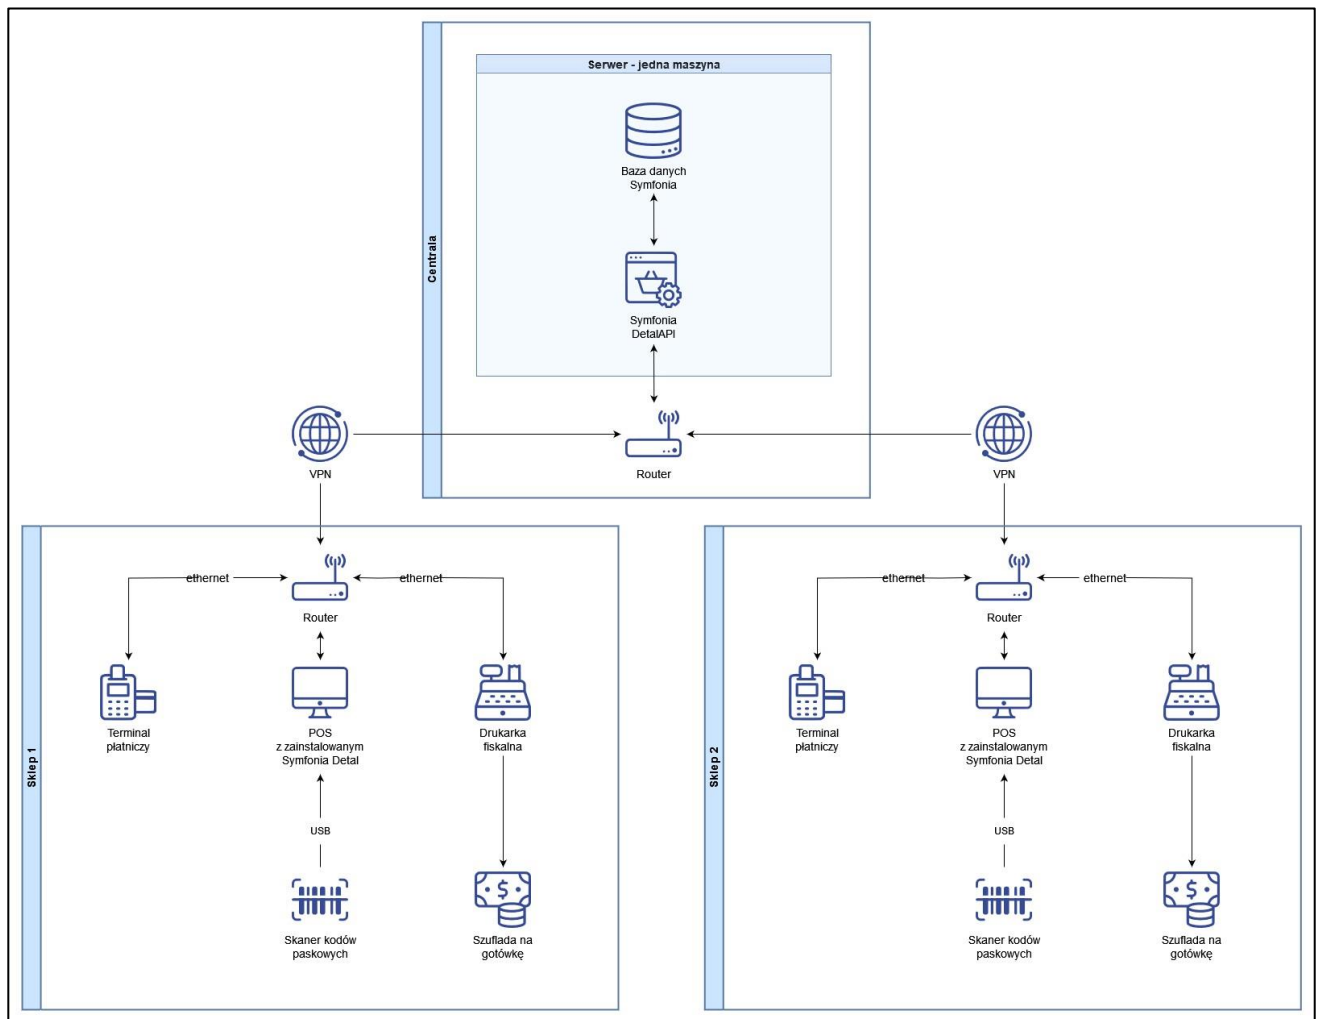 Serwer - jedna maszyna
Baza danych
Symfonia
Centrala
Symfonia
DetalAPI
Router
VPN
VPN
Sklep 1
ethernet
ethernet
Router
Terminal
płatniczy
POS
z zainstalowanym
Symfonia Detal
Drukarka
fiskalna
USB
Skaner kodów
paskowych
Szuflada na
gotówkę
Sklep 2
ethernet
ethernet
Router
Terminal
płatniczy
POS
z zainstalowanym
Symfonia Detal
Drukarka
fiskalna
USB
Skaner kodów
paskowych
Szuflada na
gotówkę